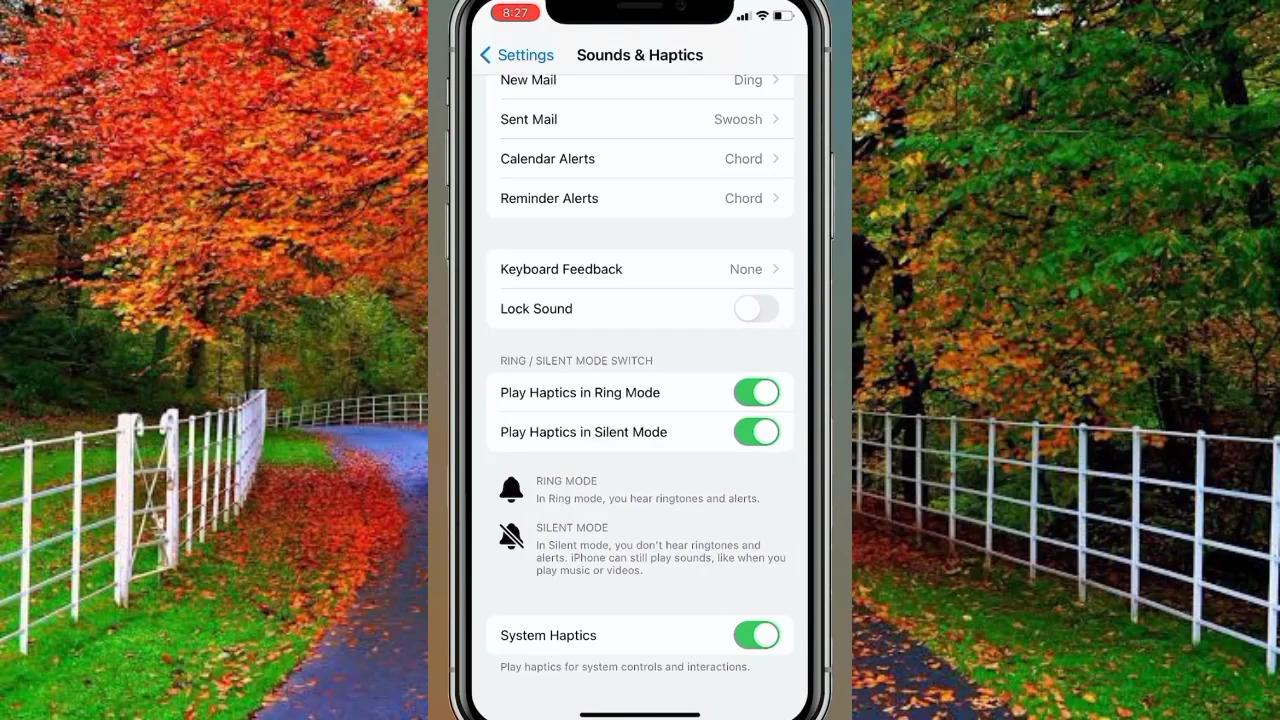 8:27
Settings
Sounds & Haptics
New Mail Ding
Sent Mail Swoosh
Calendar Alerts Chord
Reminder Alerts Chord
Keyboard Feedback None
Lock Sound
RING / SILENT MODE SWITCH
Play Haptics in Ring Mode
Play Haptics in Silent Mode
RING MODE
In Ring mode, you hear ringtones and alerts.
SILENT MODE
In Silent mode, you don't hear ringtones and
alerts. iPhone can still play sounds, like when you
play music or videos.
System Haptics
Play haptics for system controls and interactions.